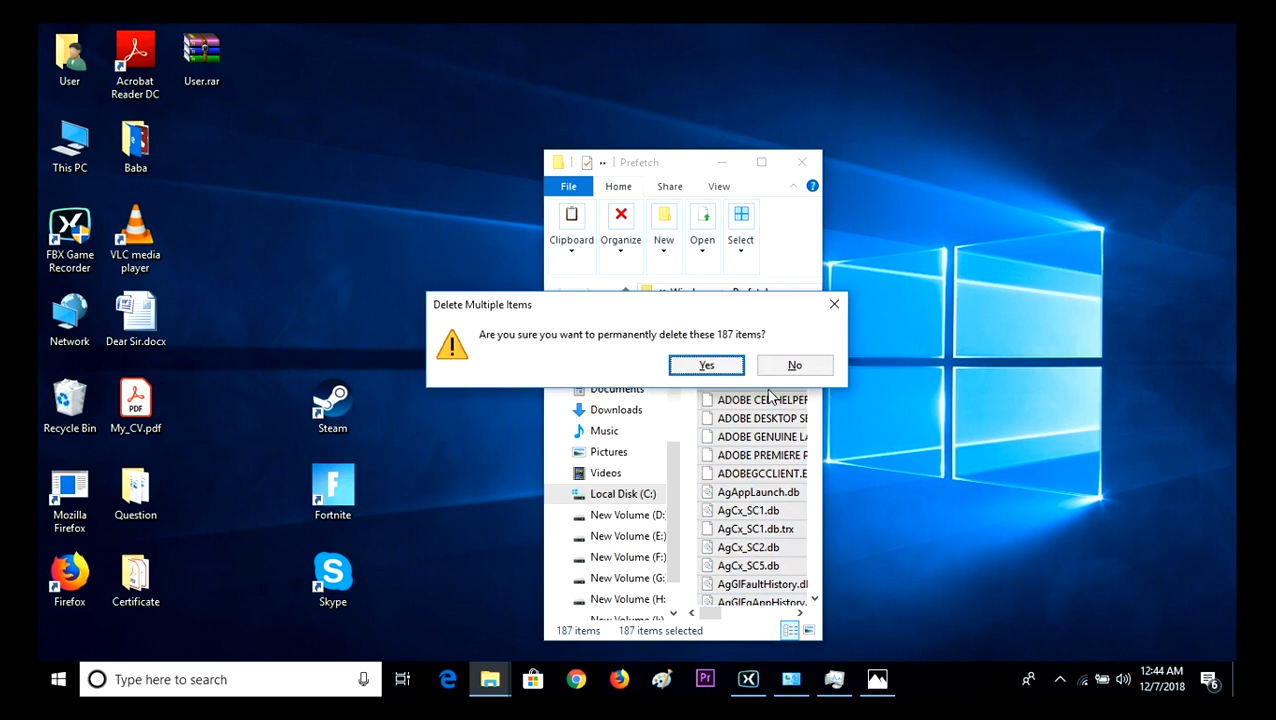 User
Acrobat
Reader DC
User.rar
This PC
Baba
FBX Game
Recorder
VLC media
player
Network
Dear Sir.docx
Recycle Bin
My_CV.pdf
Steam
Mozilla
Firefox
Question
Fortnite
Firefox
Certificate
Skype
Prefetch
File
Home
Share
View
Clipboard
Organize
New
Open
Select
Delete Multiple Items
Are you sure you want to permanently delete these 187 items?
Yes
No
Documents
Downloads
Music
Pictures
Videos
Local Disk (C:)
New Volume (D:
New Volume (E:)
New Volume (F:)
New Volume (G:
New Volume (H:
ADOBE CEF HELPER
ADOBE DESKTOP SE
ADOBE GENUINE LA
ADOBE PREMIERE P
ADOBEGCCLIENT.E
AgAppLaunch.db
AgCx_SC1.db
AgCx_SC1.db.trx
AgCx_SC2.db
AgCx_SC5.db
AgGlFaultHistory.d
AgGlFgAppHistory.
187 items
187 items selected
Type here to search
12:44 AM
12/7/2018
6